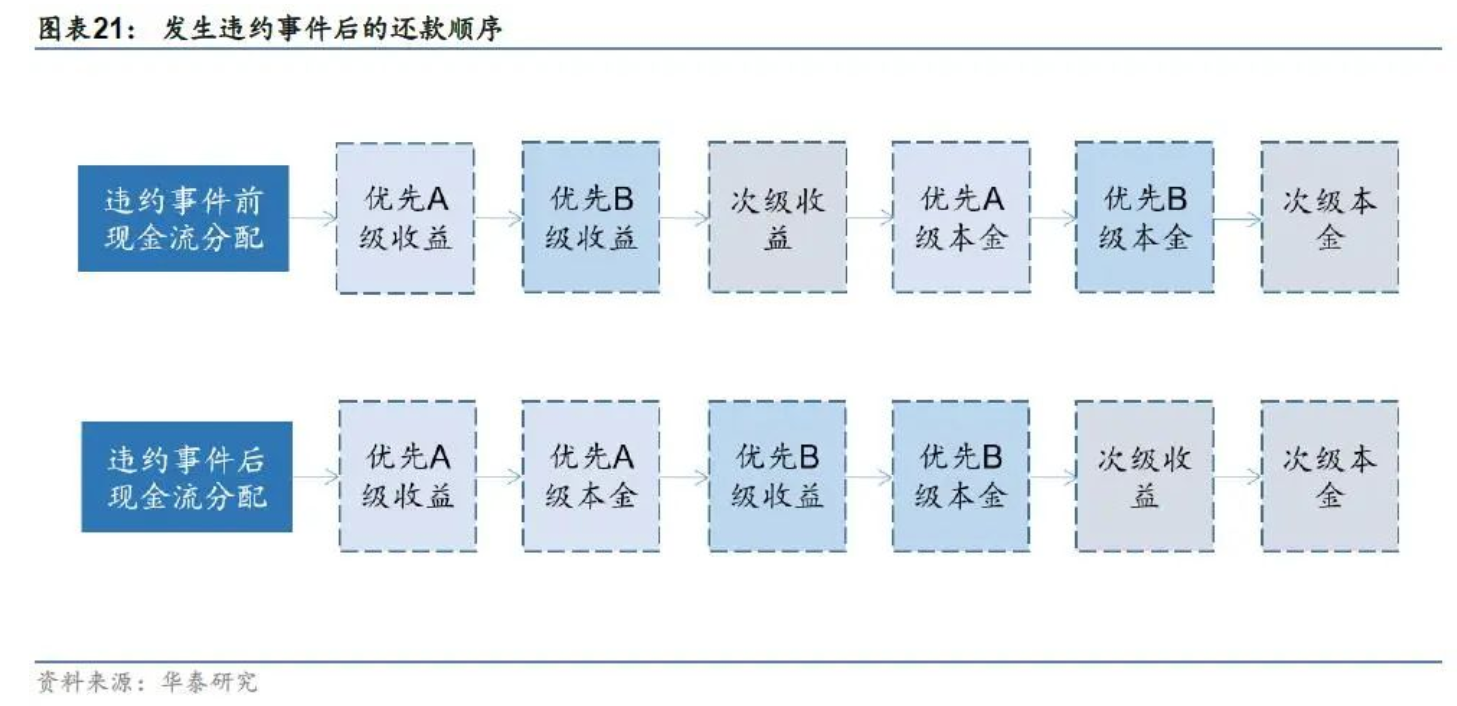 图表21： 发生违约事件后的还款顺序
违约事件前
现金流分配
优先A
级收益
优先B
级收益
次级收
益
优先A
级本金
优先B
级本金
次级本
金
违约事件后
现金流分配
优先A
级收益
优先A
级本金
优先B
级收益
优先B
级本金
次级收
益
次级本
金
资料来源：华泰研究